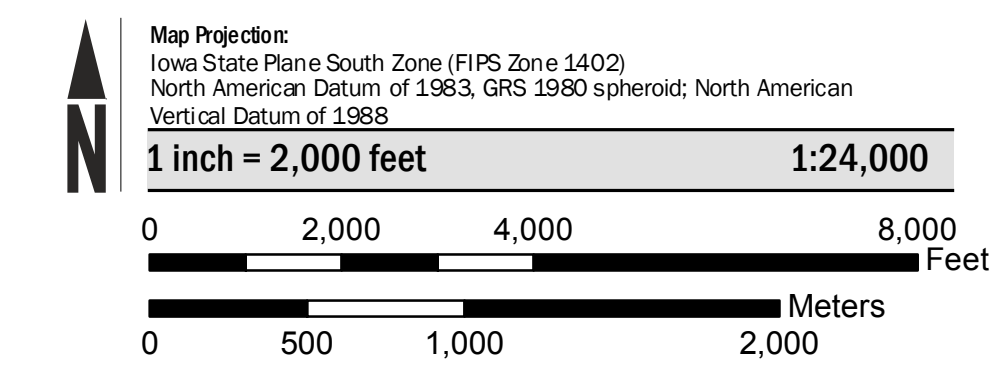 N
Map Projection:
Iowa State Plane South Zone (FIPS Zone 1402)
North American Datum of 1983, GRS 1980 spheroid; North American
Vertical Datum of 1988
1 inch = 2,000 feet 1:24,000
0 2,000 4,000 8,000
Feet
Meters
0 500 1,000 2,000